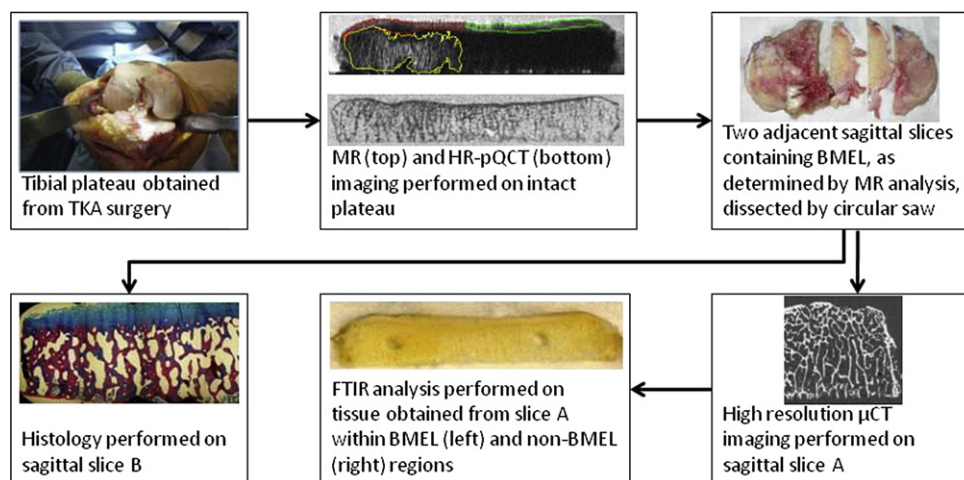 Tibial plateau obtained
from TKA surgery
MR (top) and HR-pQCT (bottom)
imaging performed on intact
plateau
Two adjacent sagittal slices
containing BMEL, as
determined by MR analysis,
dissected by circular saw
Histology performed on
sagittal slice B
FTIR analysis performed on
tissue obtained from slice A
within BMEL (left) and non-BMEL
(right) regions
High resolution µCT
imaging performed on
sagittal slice A